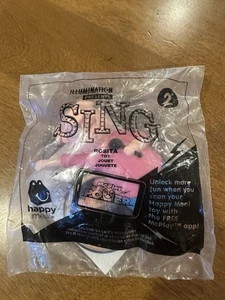 ILLUMINATION
PRESENTS
SING
2
ROSITA
TOY
JOUET
JUGUETE
happy
meal
Unlock more
fun when you
scan your
Happy Meal
toy with
the FREE
McPlay™ app!